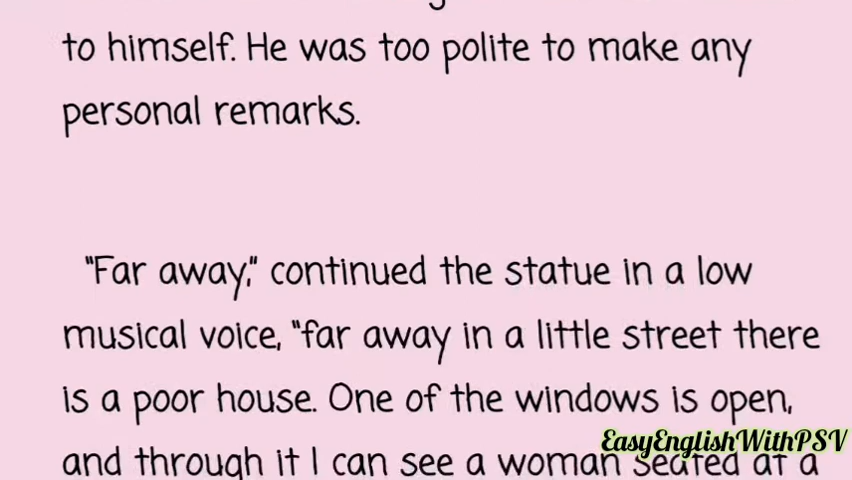 to himself. He was too polite to make any
personal remarks.
"Far away," continued the statue in a low
musical voice, "far away in a little street there
is a poor house. One of the windows is open,
and through it I can see a woman seated at a
EasyEnglishWithPSV